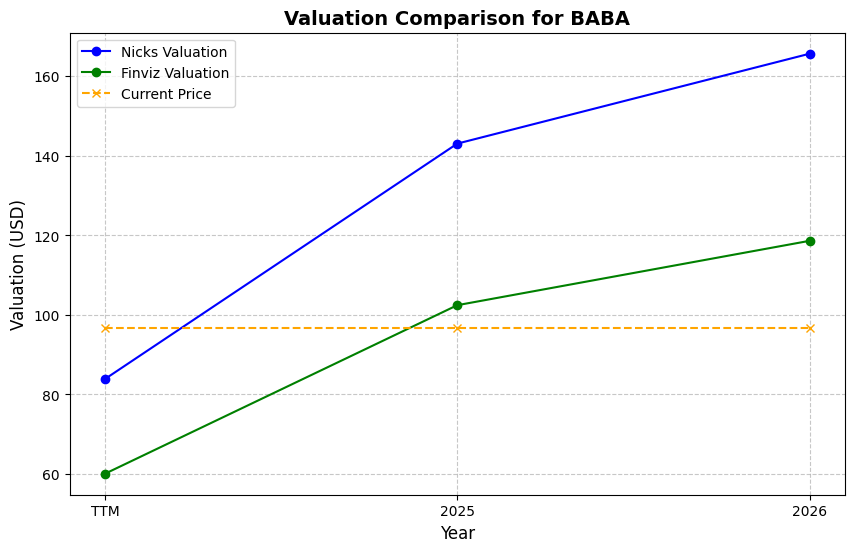 Valuation Comparison for BABA
Nicks Valuation
Finviz Valuation
Current Price
Valuation (USD)
160
140
120
100
80
60
TTM
2025
2026
Year